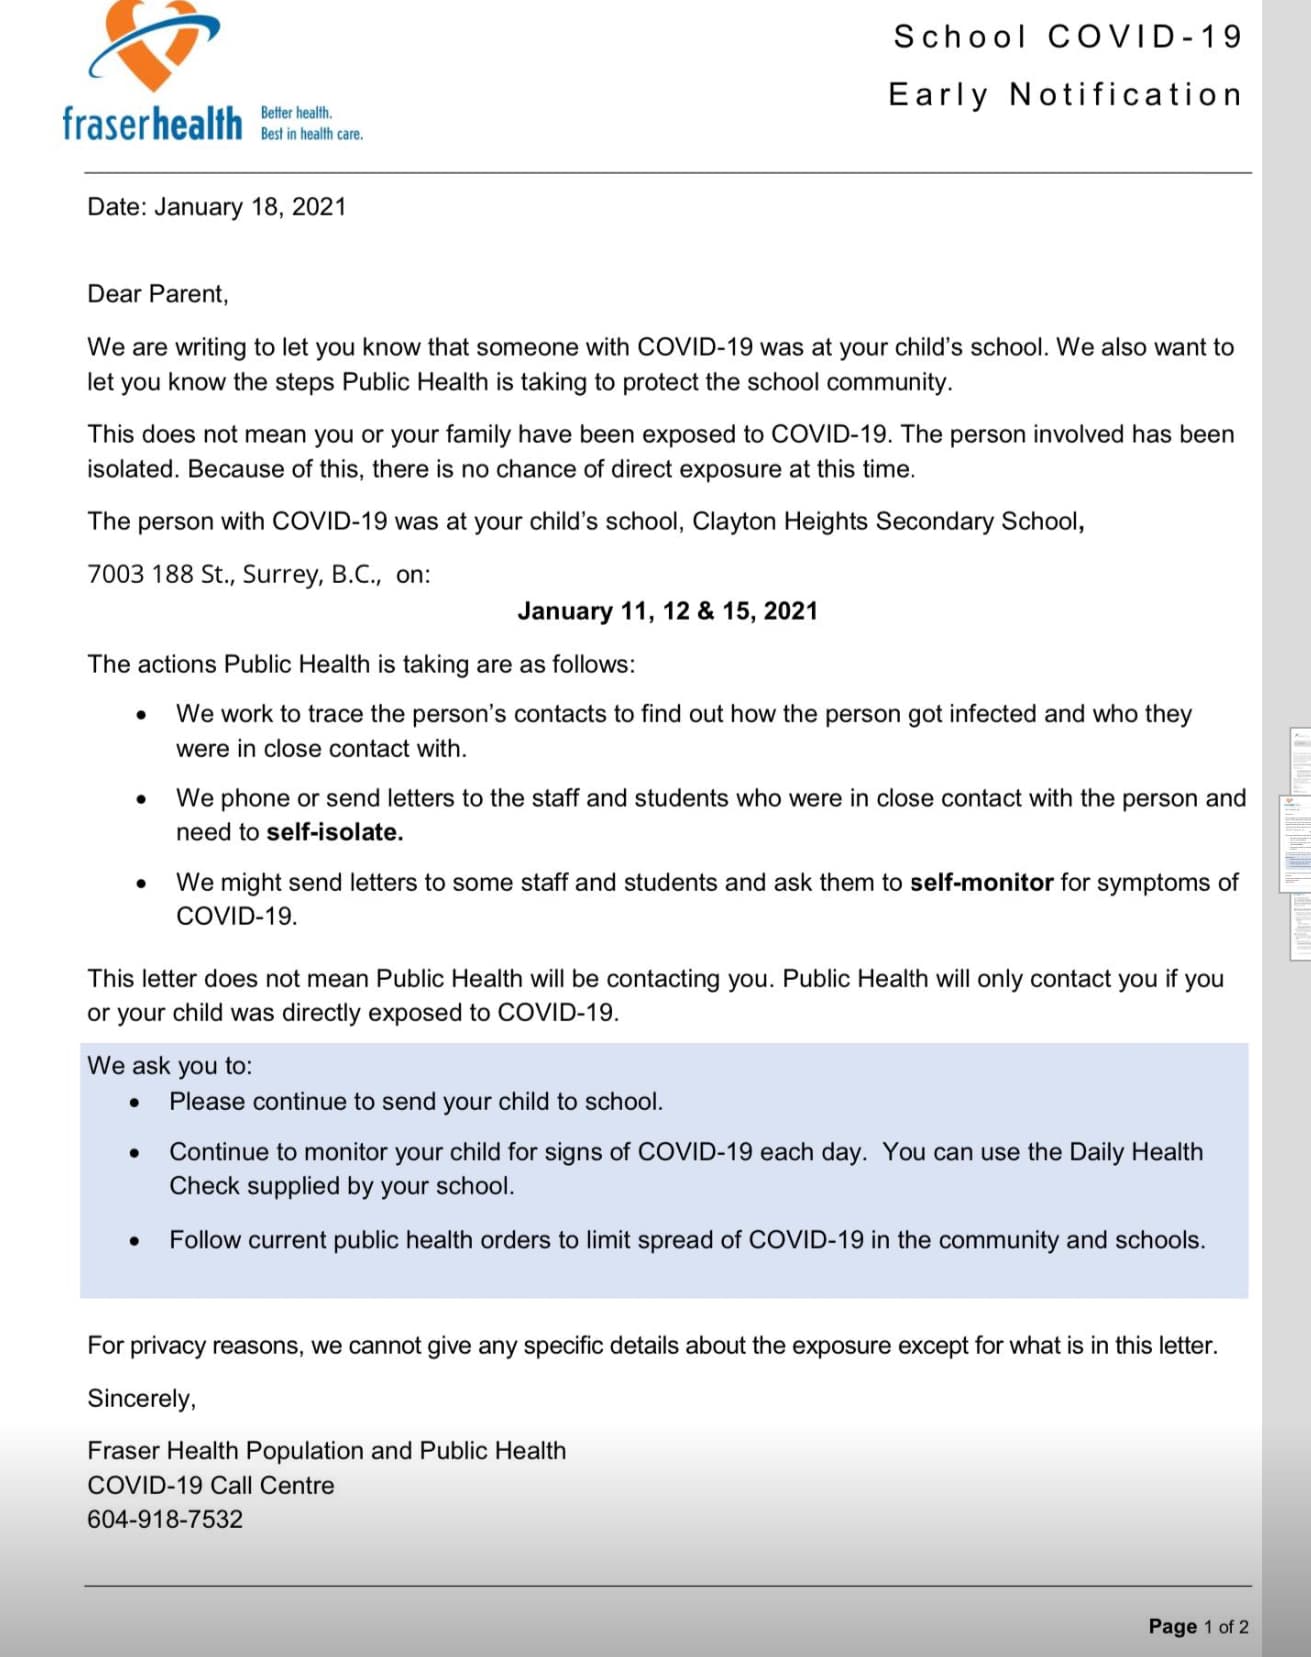 School COVID-19
Early Notification
fraserhealth
Better health.
Best in health care.
Date: January 18, 2021
Dear Parent,
We are writing to let you know that someone with COVID-19 was at your child’s school. We also want to
let you know the steps Public Health is taking to protect the school community.
This does not mean you or your family have been exposed to COVID-19. The person involved has been
isolated. Because of this, there is no chance of direct exposure at this time.
The person with COVID-19 was at your child’s school, Clayton Heights Secondary School,
7003 188 St., Surrey, B.C., on:
January 11, 12 & 15, 2021
The actions Public Health is taking are as follows:
• We work to trace the person’s contacts to find out how the person got infected and who they
were in close contact with.
• We phone or send letters to the staff and students who were in close contact with the person and
need to self-isolate.
• We might send letters to some staff and students and ask them to self-monitor for symptoms of
COVID-19.
This letter does not mean Public Health will be contacting you. Public Health will only contact you if you
or your child was directly exposed to COVID-19.
We ask you to:
• Please continue to send your child to school.
• Continue to monitor your child for signs of COVID-19 each day. You can use the Daily Health
Check supplied by your school.
• Follow current public health orders to limit spread of COVID-19 in the community and schools.
For privacy reasons, we cannot give any specific details about the exposure except for what is in this letter.
Sincerely,
Fraser Health Population and Public Health
COVID-19 Call Centre
604-918-7532
Page 1 of 2